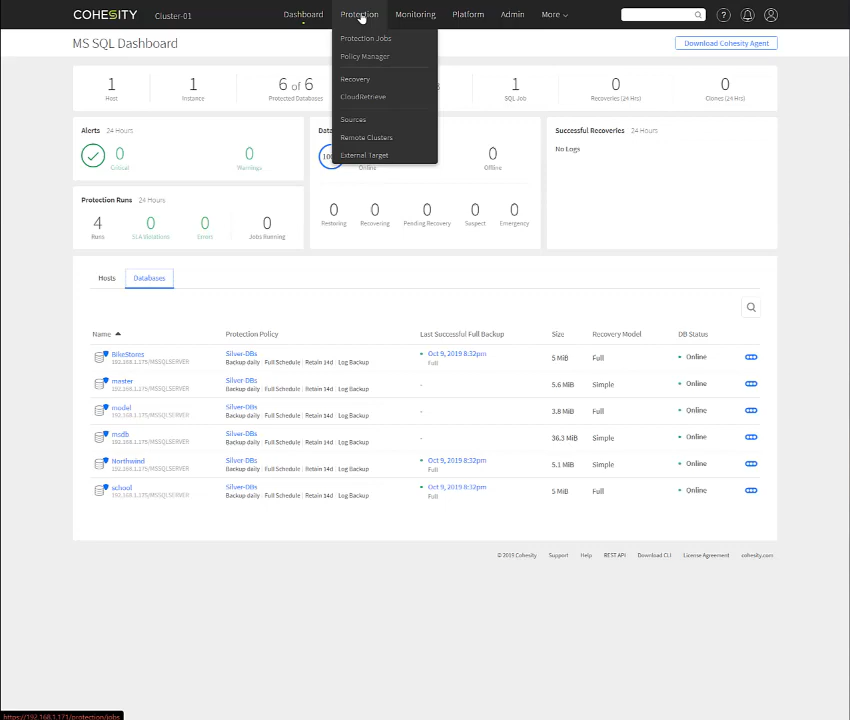 COHESITY Cluster-01 Dashboard Protection Monitoring Platform Admin More
MS SQL Dashboard Download Cohesity Agent
Protection Jobs
Policy Manager
Recovery
CloudRetrieve
Sources
Remote Clusters
External Target
1 1 6 of 6 1 0 0
Host Instance Protected Databases SQL Job Recoveries (24 Hrs) Clones (24 Hrs)
Alerts 24 Hours
0 0
Critical Warnings
Protection Runs 24 Hours
4 0 0 0
Runs SLA Violations Errors Jobs Running
0
Online Offline
0 0 0 0 0
Restoring Recovering Pending Recovery Suspect Emergency
Successful Recoveries 24 Hours
No Logs
Hosts Databases
Name Protection Policy Last Successful Full Backup Size Recovery Model DB Status
BikeStores Silver-DBs Oct 9, 2019 8:32pm 5 MiB Full Online
192.168.1.175/MSSQLSERVER Backup daily | Full Schedule | Retain 14d | Log Backup Full
master Silver-DBs - 5.6 MiB Simple Online
192.168.1.175/MSSQLSERVER Backup daily | Full Schedule | Retain 14d | Log Backup
model Silver-DBs - 3.8 MiB Full Online
192.168.1.175/MSSQLSERVER Backup daily | Full Schedule | Retain 14d | Log Backup
msdb Silver-DBs - 36.3 MiB Simple Online
192.168.1.175/MSSQLSERVER Backup daily | Full Schedule | Retain 14d | Log Backup
Northwind Silver-DBs Oct 9, 2019 8:32pm 5.1 MiB Simple Online
192.168.1.175/MSSQLSERVER Backup daily | Full Schedule | Retain 14d | Log Backup Full
school Silver-DBs Oct 9, 2019 8:32pm 5 MiB Full Online
192.168.1.175/MSSQLSERVER Backup daily | Full Schedule | Retain 14d | Log Backup Full
© 2019 Cohesity Support Help REST API Download CLI License Agreement cohesity.com
https://192.168.1.171/protection/jobs